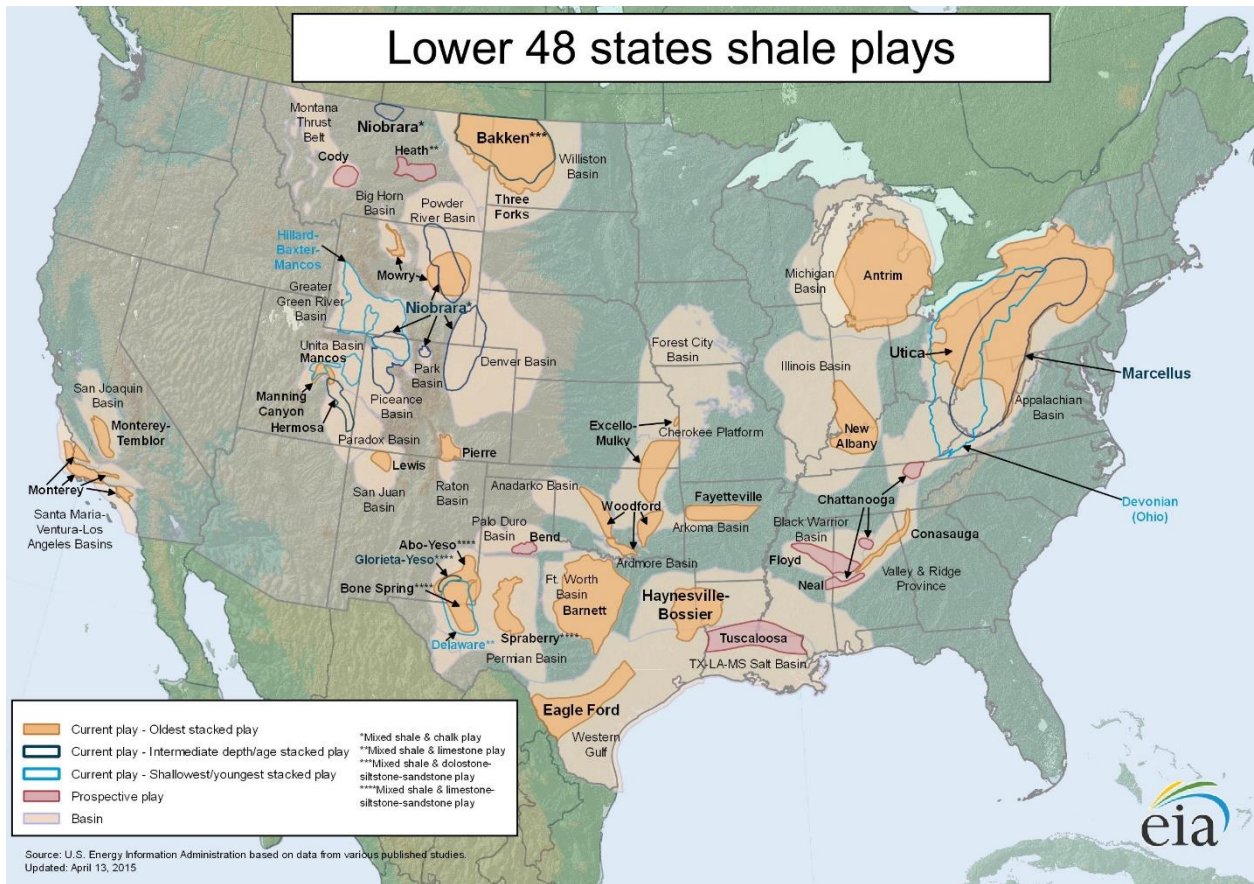 Lower 48 states shale plays
Montana
Thrust
Belt
Niobrara*
Bakken***
Cody
Heath**
Williston
Basin
Big Horn
Basin
Powder
River Basin
Three
Forks
Hillard-
Baxter-
Mancos
Mowry
Greater
Green River
Basin
Niobrara*
Michigan
Basin
Antrim
Unita Basin
Mancos
Park
Basin
Denver Basin
Forest City
Basin
Illinois Basin
Utica
Marcellus
Appalachian
Basin
San Joaquin
Basin
Manning
Canyon
Piceance
Basin
Hermosa
Monterey-
Temblor
Paradox Basin
Excello-
Mulky
Cherokee Platform
New
Albany
Lewis
Pierre
Monterey
San Juan
Basin
Raton
Basin
Anadarko Basin
Woodford
Fayetteville
Chattanooga
Devonian
(Ohio)
Santa Maria-
Ventura-Los
Angeles Basins
Palo Duro
Basin
Bend
Arkoma Basin
Black Warrior
Basin
Conasauga
Abo-Yeso****
Glorieta-Yeso****
Ardmore Basin
Floyd
Neal
Valley & Ridge
Province
Bone Spring****
Ft. Worth
Basin
Barnett
Haynesville-
Bossier
Delaware**
Spraberry****
Permian Basin
Tuscaloosa
TX-LA-MS Salt Basin
Eagle Ford
Western
Gulf
Current play - Oldest stacked play
Current play - Intermediate depth/age stacked play
Current play - Shallowest/youngest stacked play
Prospective play
Basin
*Mixed shale & chalk play
**Mixed shale & limestone play
***Mixed shale & dolostone-
siltstone-sandstone play
****Mixed shale & limestone-
siltstone-sandstone play
Source: U.S. Energy Information Administration based on data from various published studies.
Updated: April 13, 2015
eia